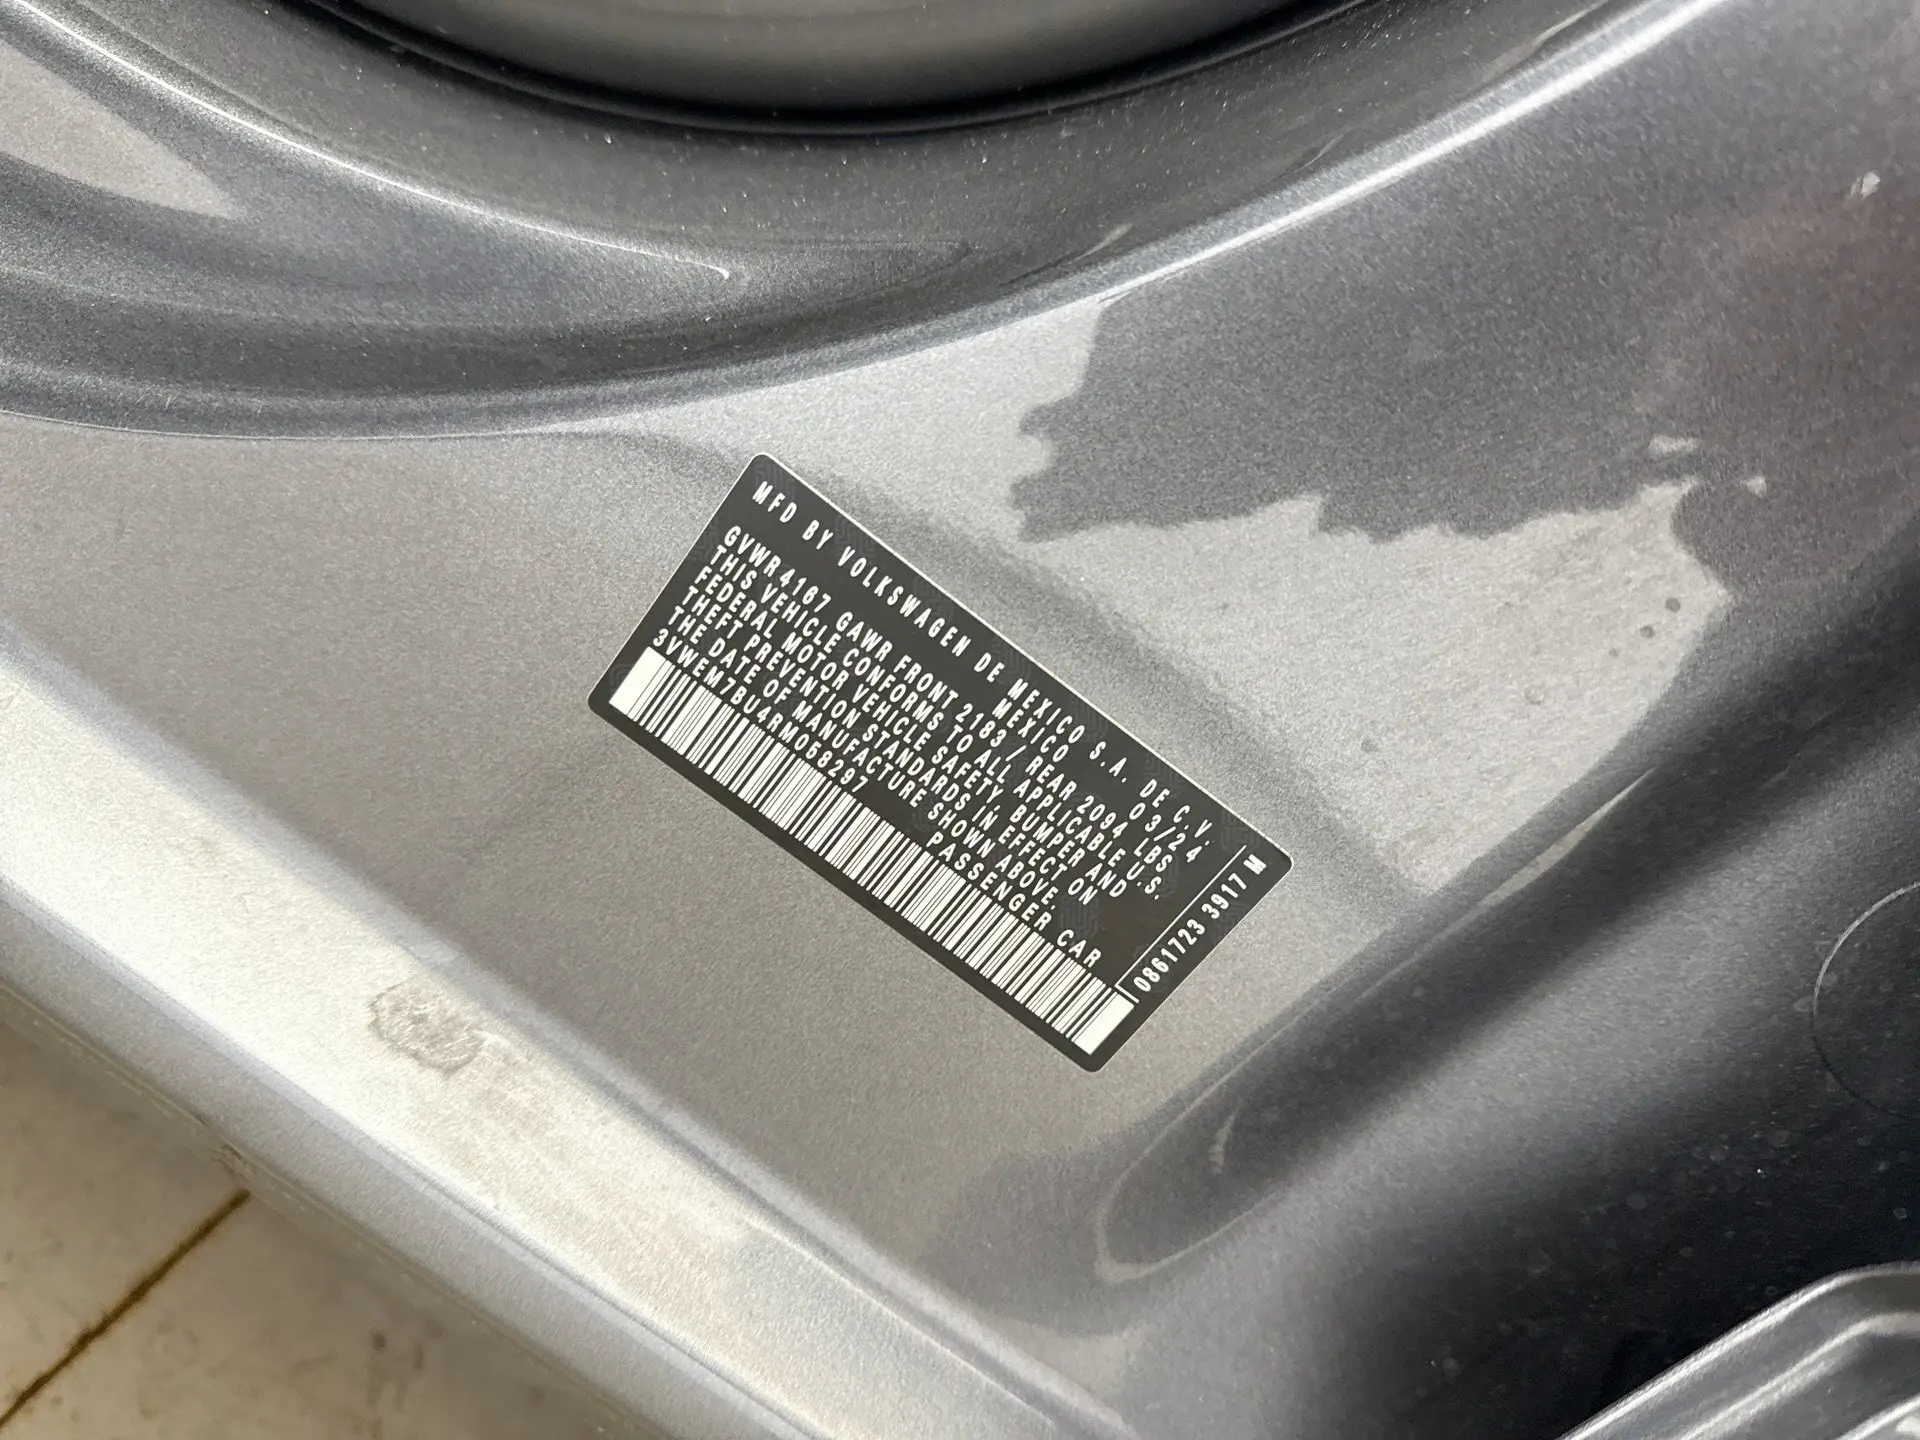 MFD BY VOLKSWAGEN DE MEXICO S.A. DE C.V.
MEXICO 03/24
GVWR 4167 GAWR FRONT 2183 / REAR 2094 LBS
THIS VEHICLE CONFORMS TO ALL APPLICABLE U.S.
FEDERAL MOTOR VEHICLE SAFETY, BUMPER AND
THEFT PREVENTION STANDARDS IN EFFECT ON
THE DATE OF MANUFACTURE SHOWN ABOVE.
3VWEM7BU4RM058297 PASSENGER CAR
0861723 3917 M